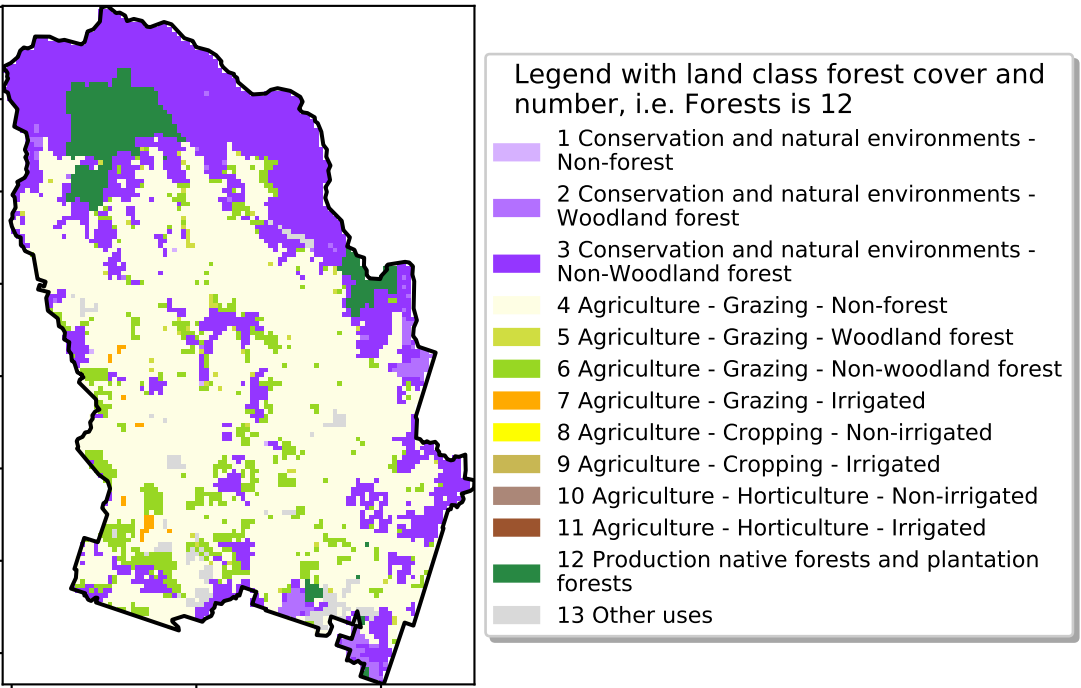 Legend with land class forest cover and
number, i.e. Forests is 12
1 Conservation and natural environments -
Non-forest
2 Conservation and natural environments -
Woodland forest
3 Conservation and natural environments -
Non-Woodland forest
4 Agriculture - Grazing - Non-forest
5 Agriculture - Grazing - Woodland forest
6 Agriculture - Grazing - Non-woodland forest
7 Agriculture - Grazing - Irrigated
8 Agriculture - Cropping - Non-irrigated
9 Agriculture - Cropping - Irrigated
10 Agriculture - Horticulture - Non-irrigated
11 Agriculture - Horticulture - Irrigated
12 Production native forests and plantation
forests
13 Other uses